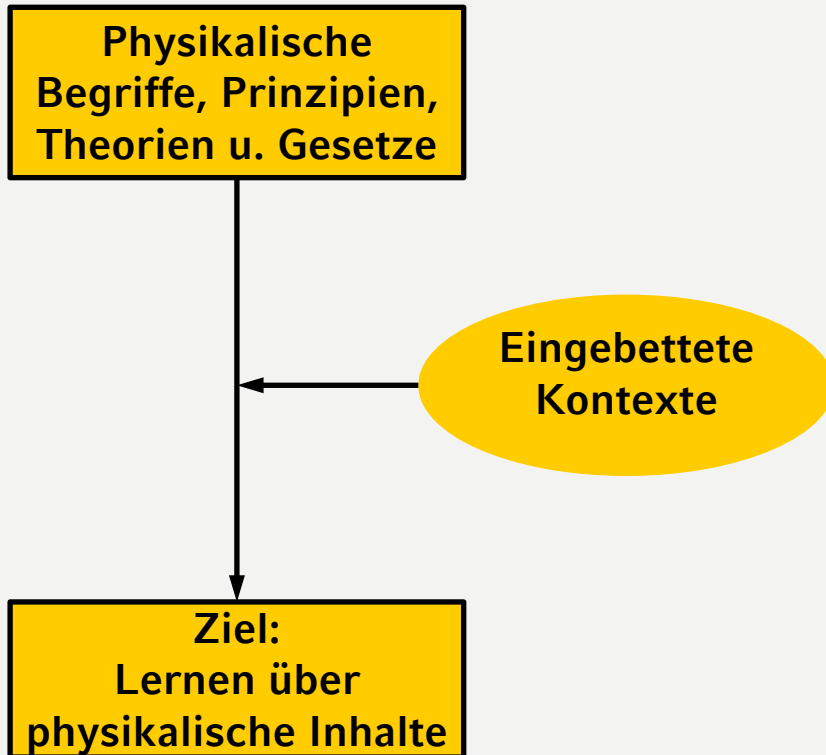 Physikalische
Begriffe, Prinzipien,
Theorien u. Gesetze
Eingebettete
Kontexte
Ziel:
Lernen über
physikalische Inhalte